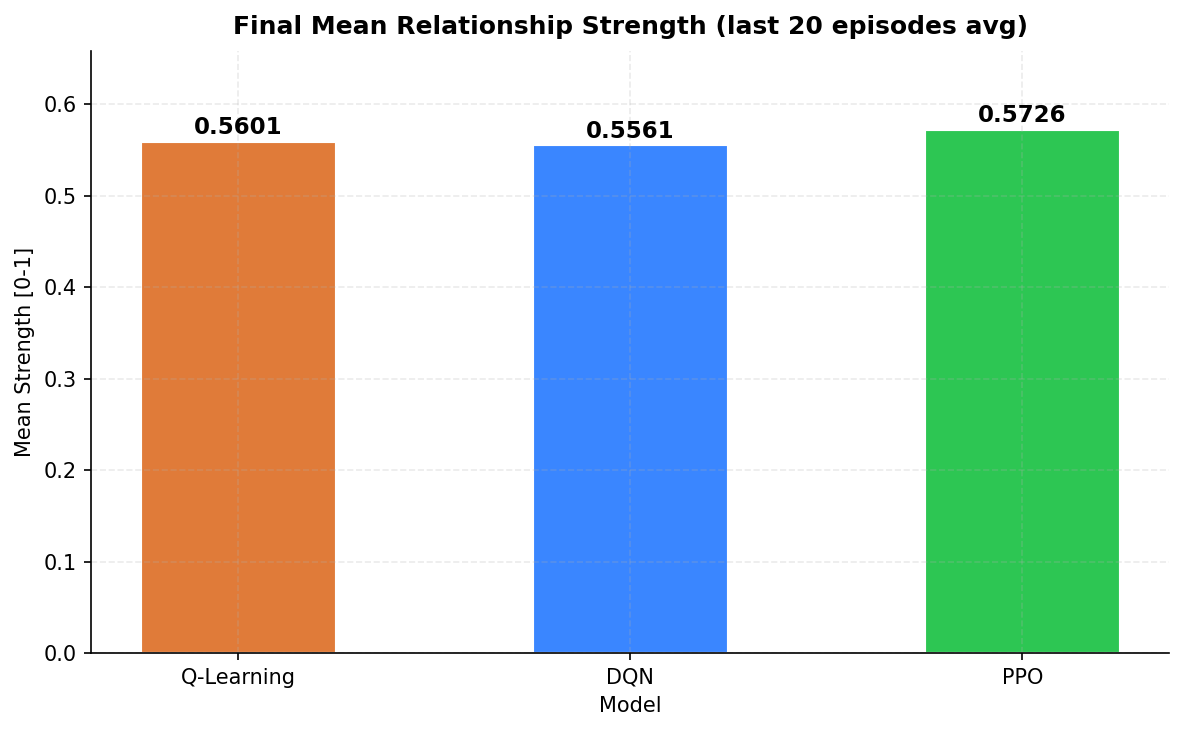 Final Mean Relationship Strength (last 20 episodes avg)
Mean Strength [0-1]
0.6
0.5
0.4
0.3
0.2
0.1
0.0
0.5601
0.5561
0.5726
Q-Learning
DQN
PPO
Model